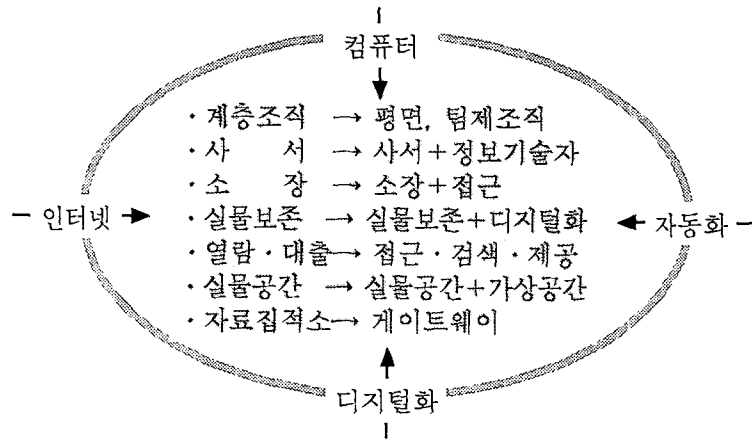 컴퓨터
· 계층조직 → 평면, 팀제조직
· 사 서 → 사서+정보기술자
· 소 장 → 소장+접근
인터넷 → · 실물보존 → 실물보존+디지털화 ← 자동화
· 열람 · 대출 → 접근 · 검색 · 제공
· 실물공간 → 실물공간+가상공간
· 자료집적소 → 게이트웨이
디지털화